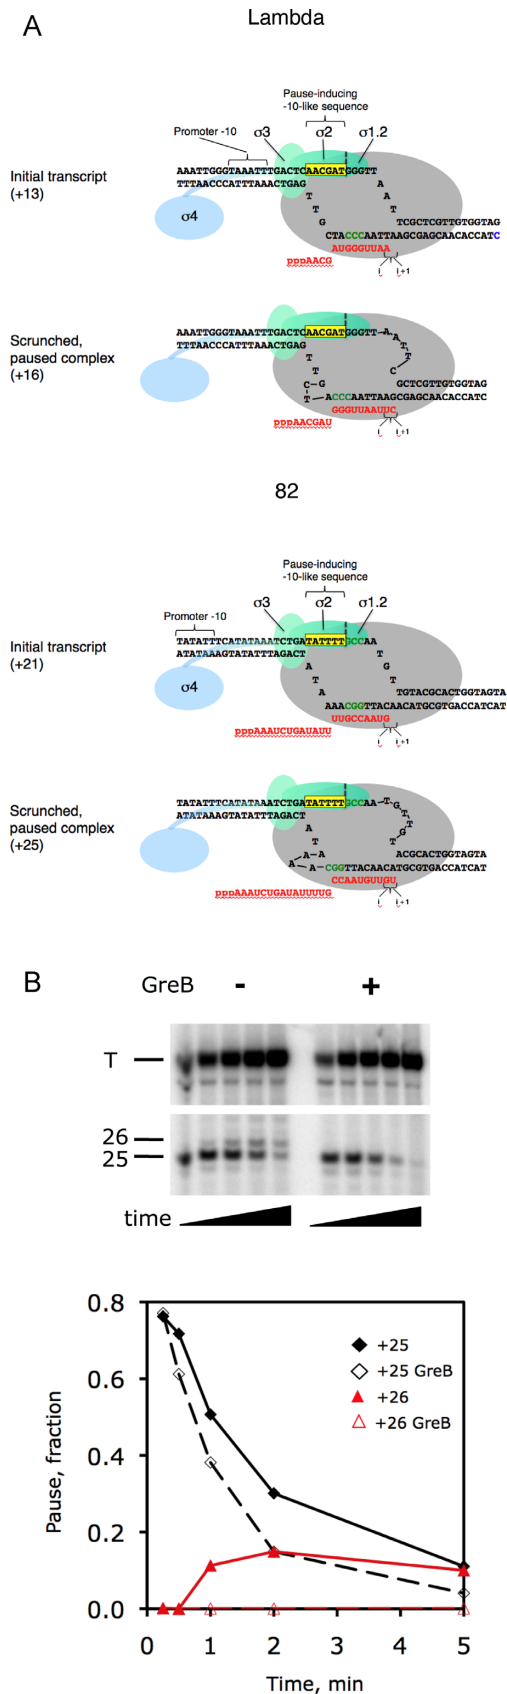 A
Lambda
Pause-inducing
-10-like sequence
Promoter -10
σ3
σ2
σ1.2
Initial transcript
(+13)
AAATTGGGTAAATTTGACTCAACGATGGGTT
TTTAACCCATTTAAACTGAG
A
A
T
T
T
G
TCGCTCGTTGTGGTAG
CTACCCAATTAAGCGAGCAACACCATC
AUGGGUUAA
pppAACG
σ4
i
i+1
Scrunched,
paused complex
(+16)
AAATTGGGTAAATTTGACTCAACGATGGGTT
A
A
T
T
C
TTTAACCCATTTAAACTGAG
T
T
G
C
T
GCTCGTTGTGGTAG
ACCCAATTAAGCGAGCAACACCATC
GGGUUAAUUC
pppAACGAU
i
i+1
82
Pause-inducing
-10-like sequence
Promoter -10
σ3
σ2
σ1.2
Initial transcript
(+21)
TATATTTCATATAAATCTGATATTTTGCCAA
ATATAAAGTATATTTAGACT
T
G
T
A
T
A
TGTACGCACTGGTAGTA
AAACGGTTACAACATGCGTGACCATCAT
UUGCCAAUG
pppAAAUCUGAUAUU
σ4
i
i+1
Scrunched,
paused complex
(+25)
TATATTTCATATAAATCTGATATTTTGCCAA
T
G
T
T
G
T
ATATAAAGTATATTTAGACT
A
T
A
A
A
A
ACGCACTGGTAGTA
CGGTTACAACATGCGTGACCATCAT
CCAAUGUUGU
pppAAAUCUGAUAUUUUG
i
i+1
B
GreB
-
+
T
26
25
time
0.8
0.6
0.4
0.2
0.0
Pause, fraction
+25
+25 GreB
+26
+26 GreB
0 1 2 3 4 5
Time, min